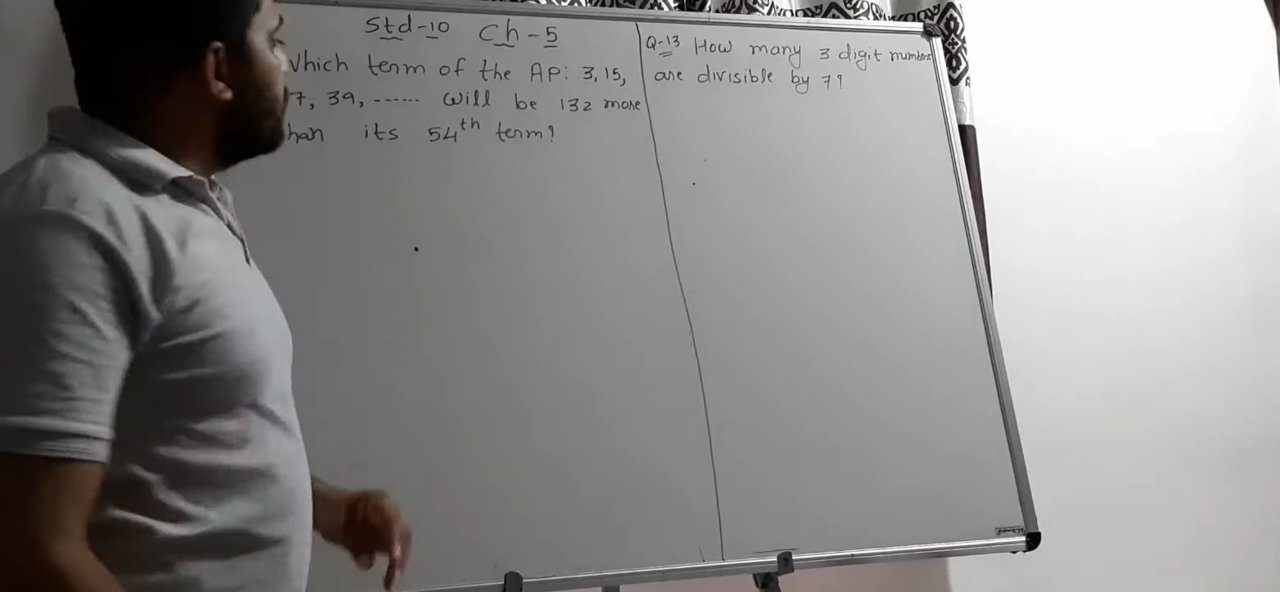 Std-10 Ch-5
Which term of the AP: 3, 15,
7, 39, ------ will be 132 more
han its 54th term?
Q-13 How many 3 digit numbers
are divisible by 7?